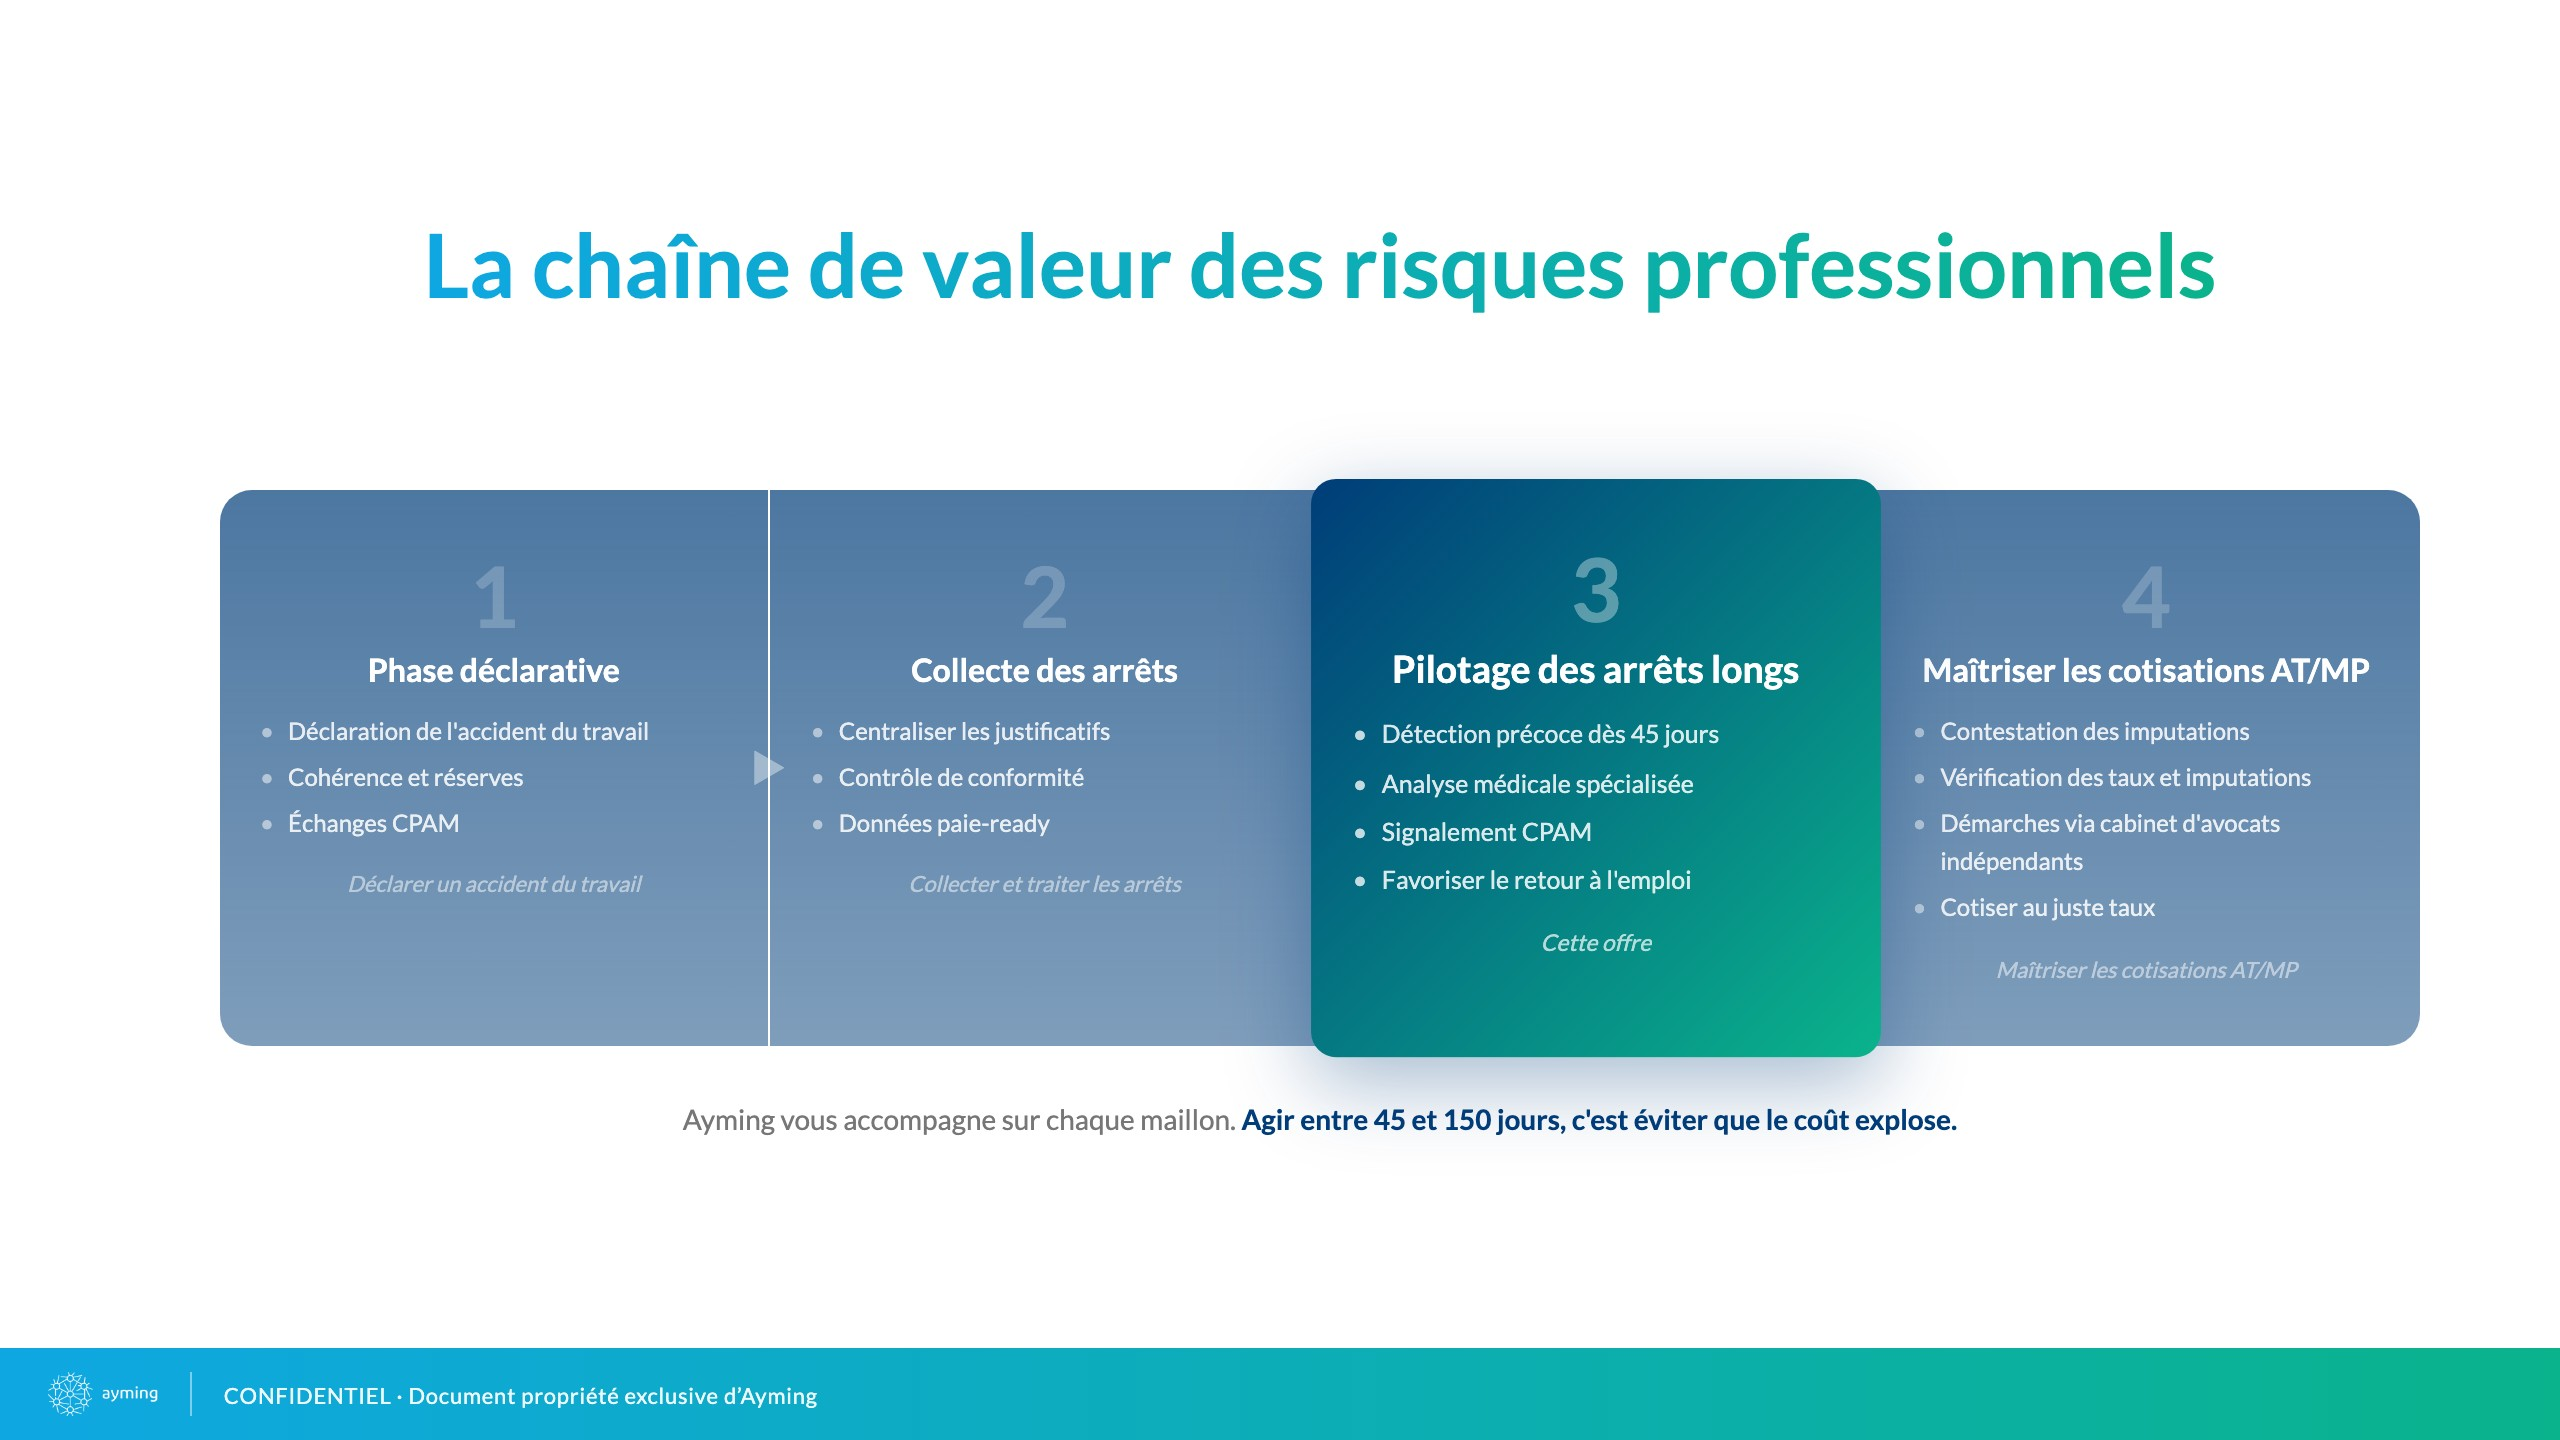 La chaîne de valeur des risques professionnels
1
Phase déclarative
• Déclaration de l'accident du travail
• Cohérence et réserves
• Échanges CPAM
Déclarer un accident du travail
2
Collecte des arrêts
• Centraliser les justificatifs
• Contrôle de conformité
• Données paie-ready
Collecter et traiter les arrêts
3
Pilotage des arrêts longs
• Détection précoce dès 45 jours
• Analyse médicale spécialisée
• Signalement CPAM
• Favoriser le retour à l'emploi
Cette offre
4
Maîtriser les cotisations AT/MP
• Contestation des imputations
• Vérification des taux et imputations
• Démarches via cabinet d'avocats
indépendants
• Cotiser au juste taux
Maîtriser les cotisations AT/MP
Ayming vous accompagne sur chaque maillon. Agir entre 45 et 150 jours, c'est éviter que le coût explose.
ayming
CONFIDENTIEL · Document propriété exclusive d’Ayming